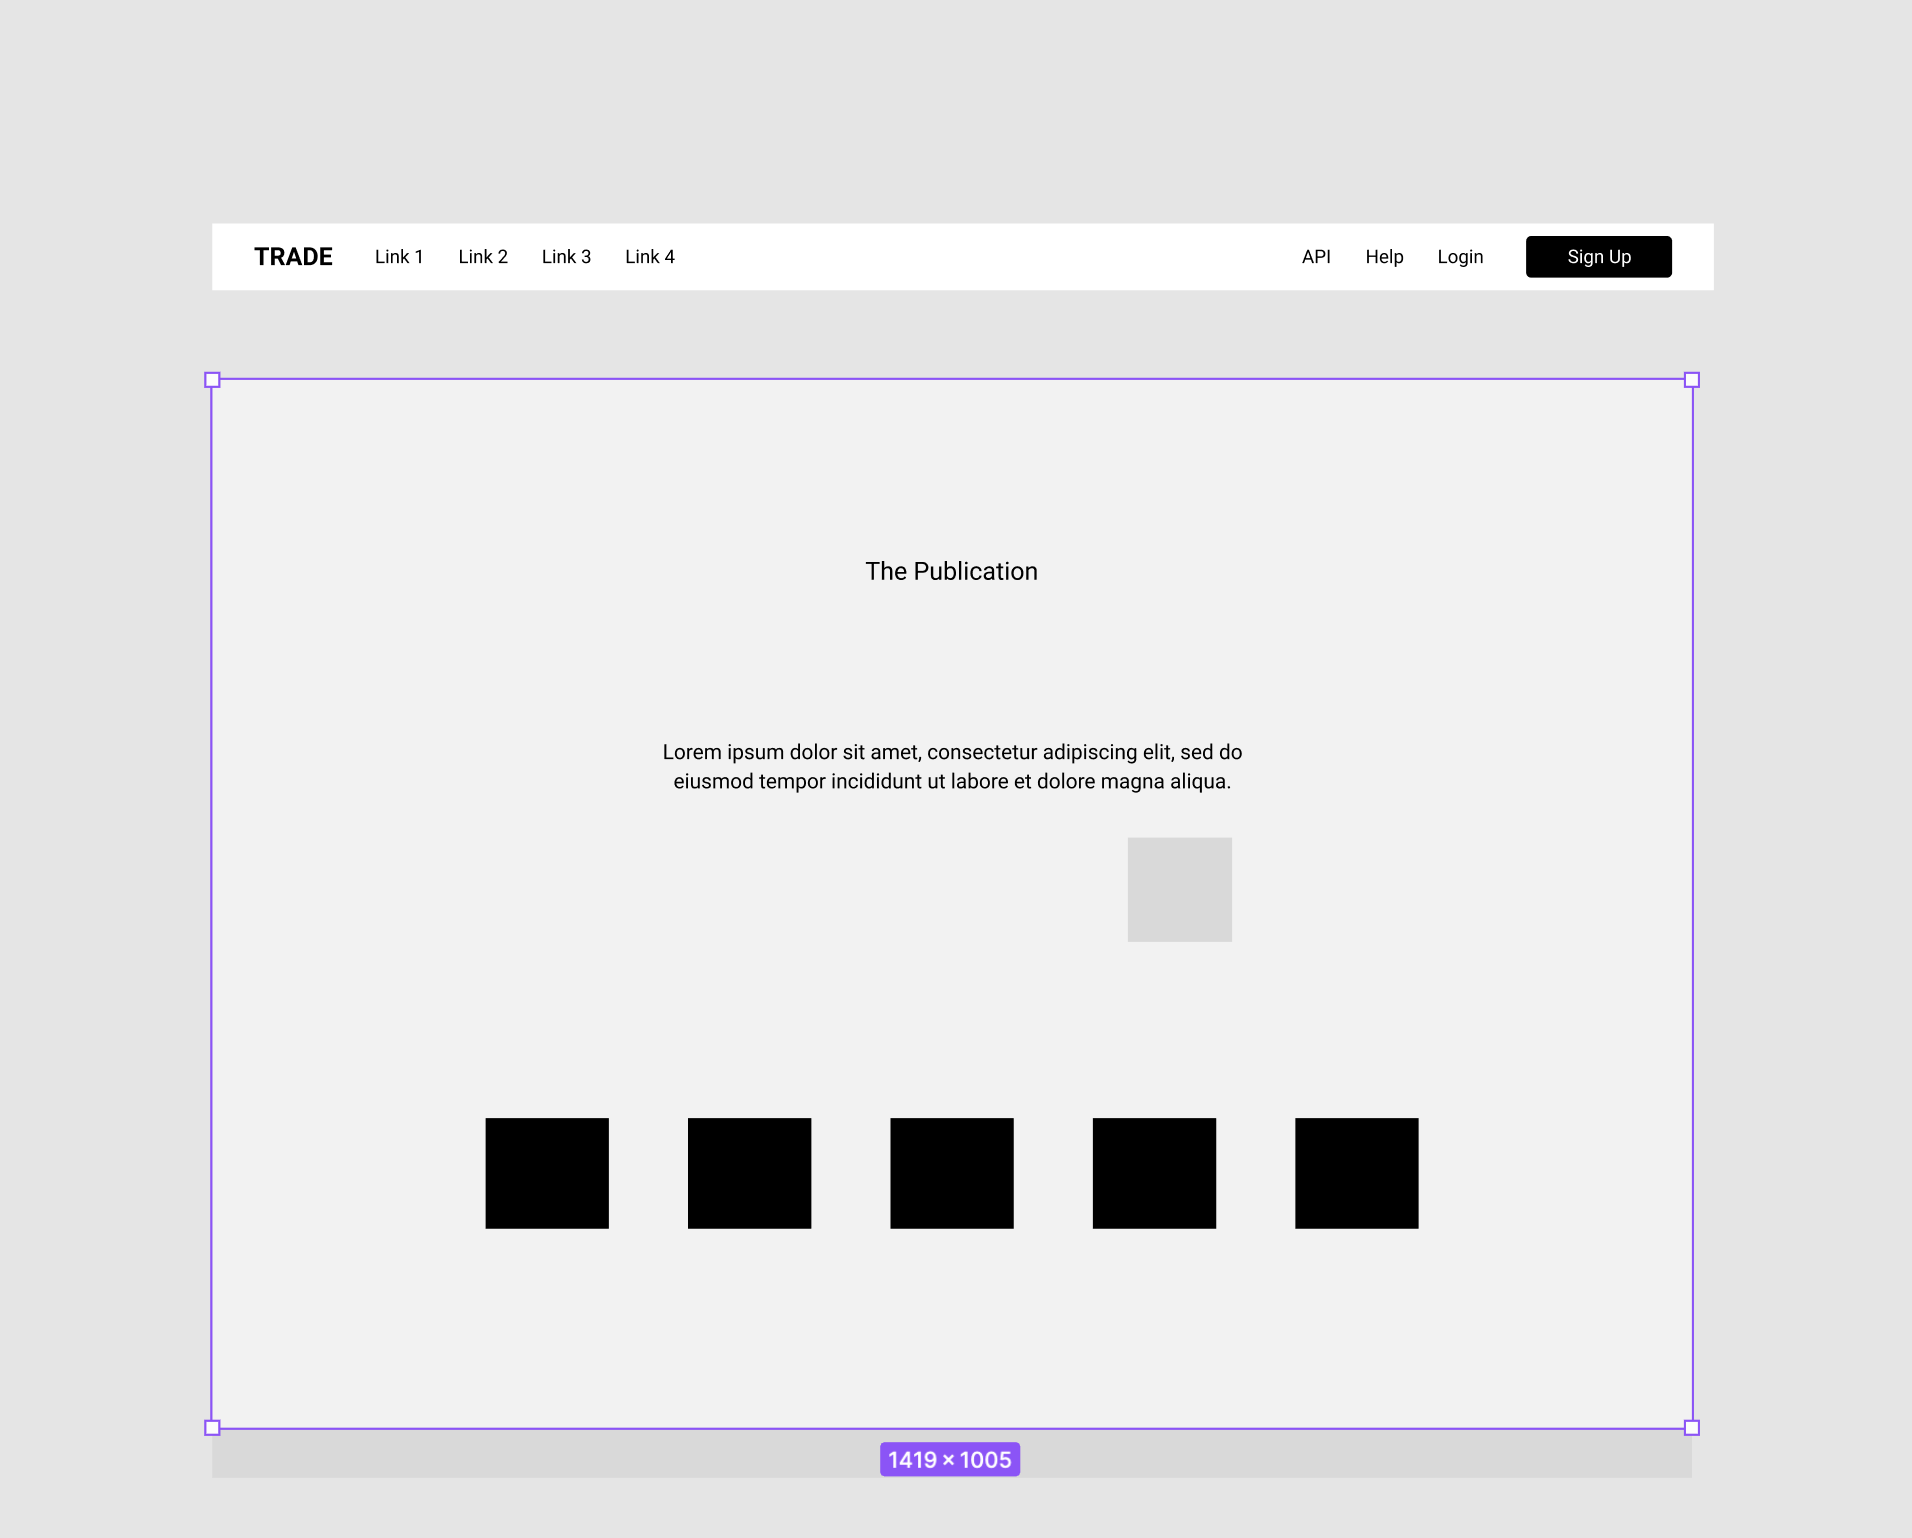 TRADE Link 1 Link 2 Link 3 Link 4 API Help Login Sign Up
The Publication
Lorem ipsum dolor sit amet, consectetur adipiscing elit, sed do
eiusmod tempor incididunt ut labore et dolore magna aliqua.
1419 × 1005